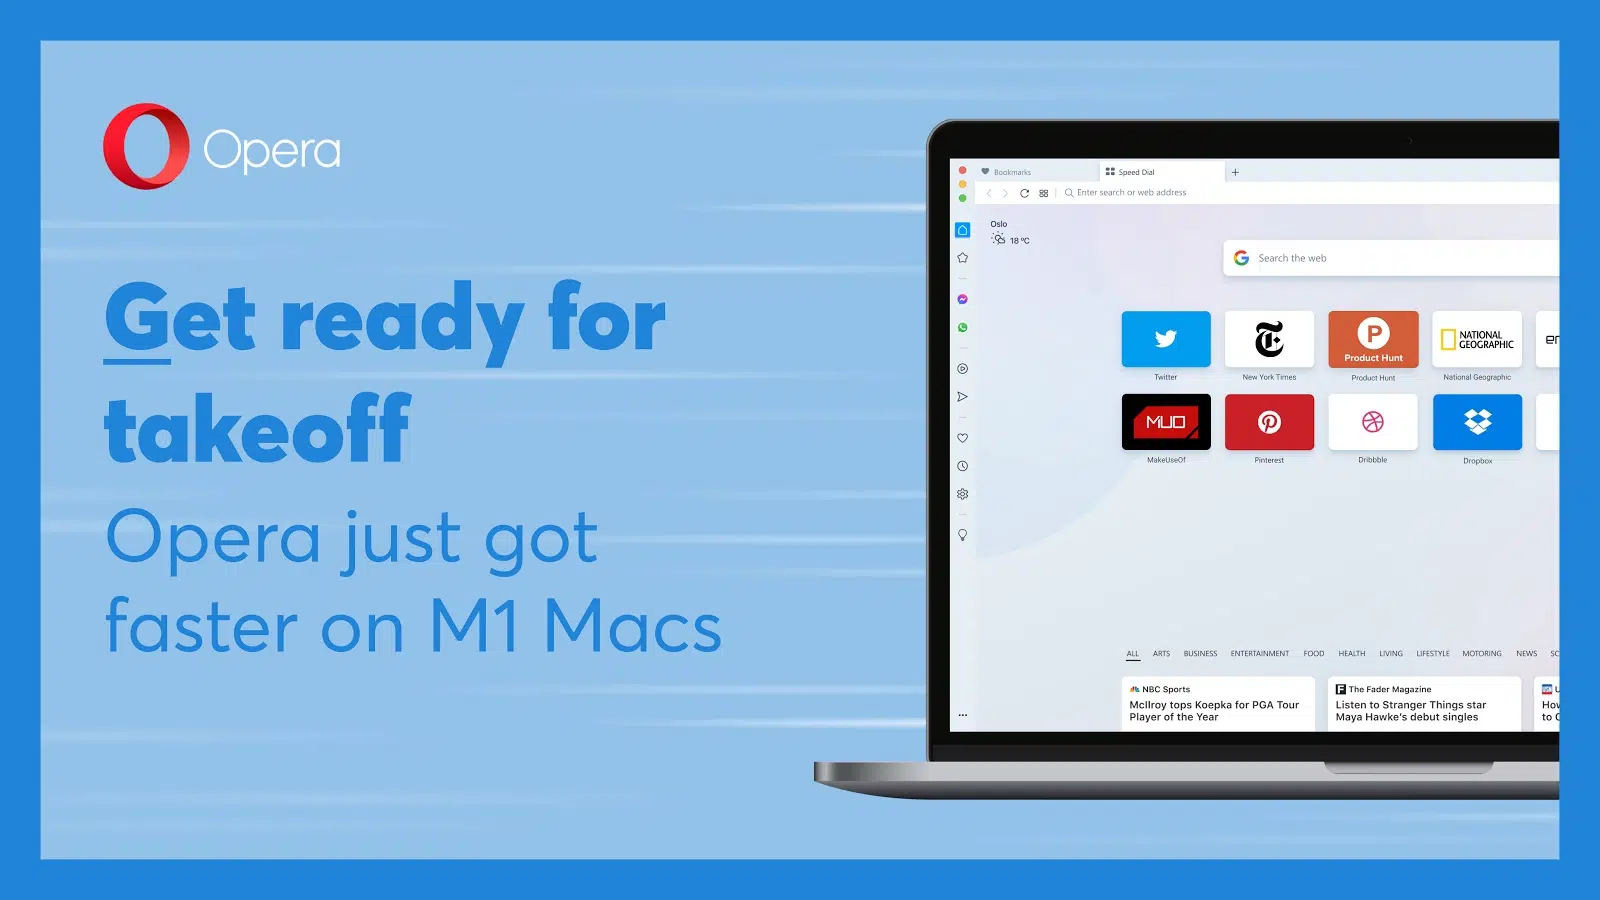 Opera
Get ready for
takeoff
Opera just got
faster on M1 Macs
Bookmarks
Speed Dial
Enter search or web address
Oslo
18 °C
Search the web
NATIONAL
GEOGRAPHIC
Product Hunt
Twitter
New York Times
Product Hunt
National Geographic
MUO
MakeUseOf
Pinterest
Dribbble
Dropbox
ALL ARTS BUSINESS ENTERTAINMENT FOOD HEALTH LIVING LIFESTYLE MOTORING NEWS
NBC Sports
McIlroy tops Koepka for PGA Tour
Player of the Year
The Fader Magazine
Listen to Stranger Things star
Maya Hawke's debut singles